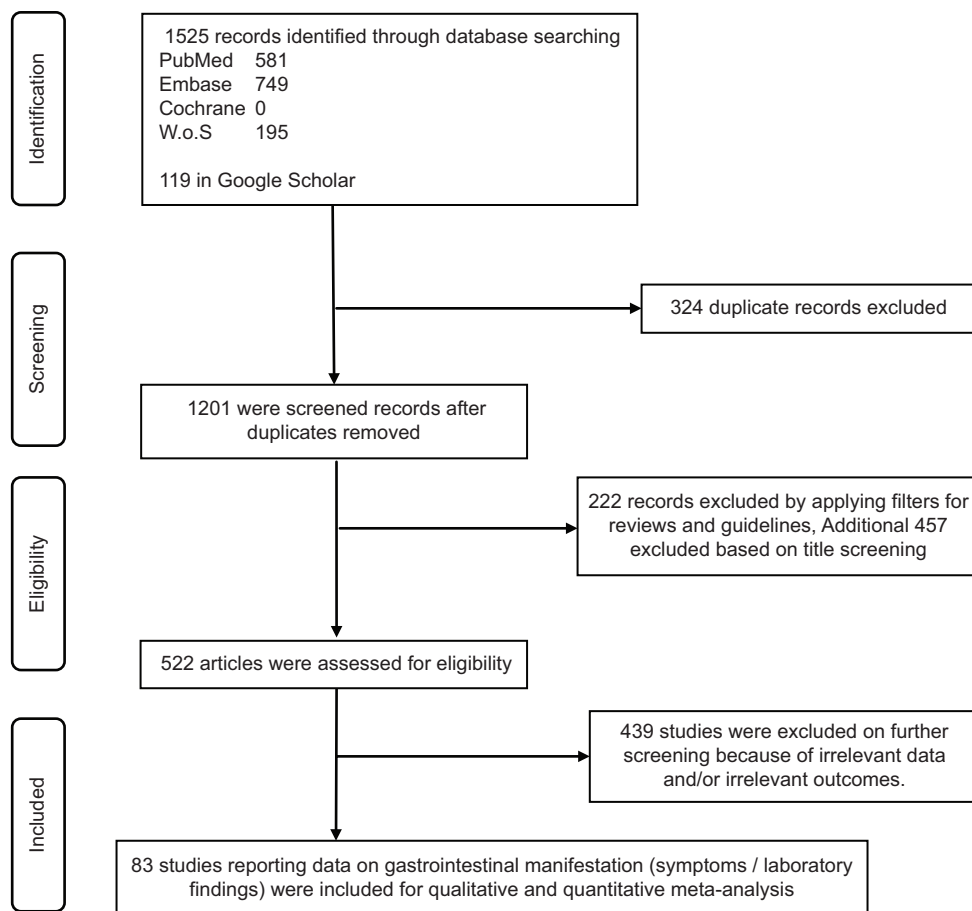 Identification
1525 records identified through database searching
PubMed 581
Embase 749
Cochrane 0
W.o.S 195
119 in Google Scholar
Screening
324 duplicate records excluded
1201 were screened records after
duplicates removed
Eligibility
222 records excluded by applying filters for
reviews and guidelines, Additional 457
excluded based on title screening
522 articles were assessed for eligibility
Included
439 studies were excluded on further
screening because of irrelevant data
and/or irrelevant outcomes.
83 studies reporting data on gastrointestinal manifestation (symptoms / laboratory
findings) were included for qualitative and quantitative meta-analysis